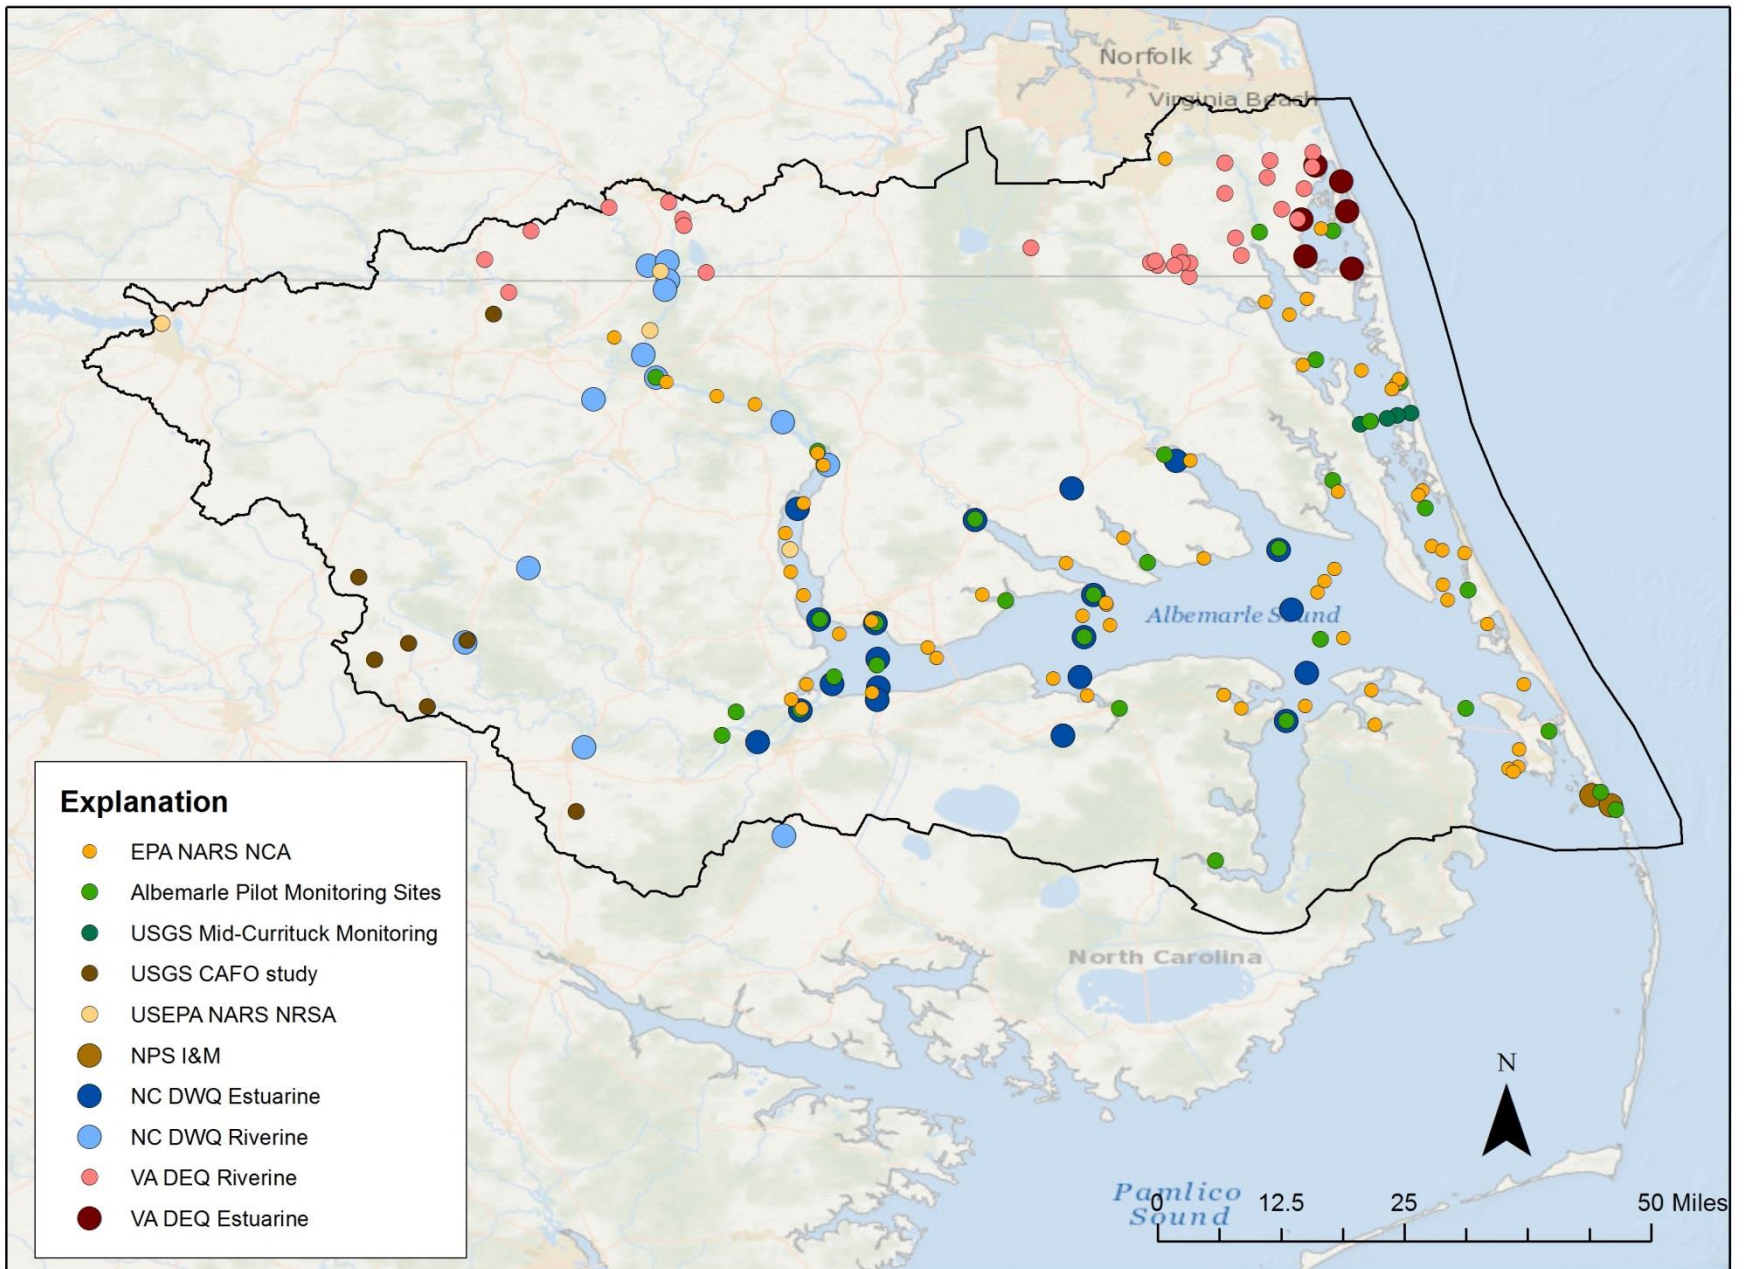 Norfolk
Virginia Beach
Albemarle Sound
Explanation
EPA NARS NCA
Albemarle Pilot Monitoring Sites
USGS Mid-Currituck Monitoring
USGS CAFO study
USEPA NARS NRSA
NPS I&M
NC DWQ Estuarine
NC DWQ Riverine
VA DEQ Riverine
VA DEQ Estuarine
North Carolina
N
Pamlico
Sound
0 12.5 25 50 Miles